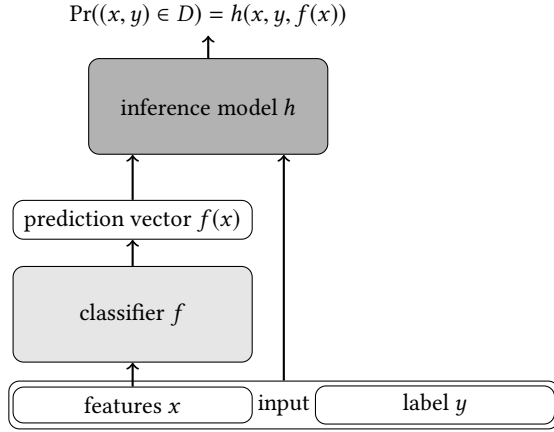 Pr((x, y) ∈ D) = h(x, y, f(x))
inference model h
prediction vector f(x)
classifier f
features x input label y